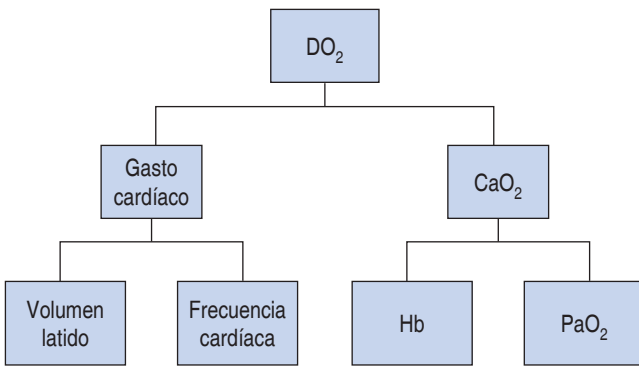 DO₂
Gasto
cardíaco
CaO₂
Volumen
latido
Frecuencia
cardíaca
Hb
PaO₂